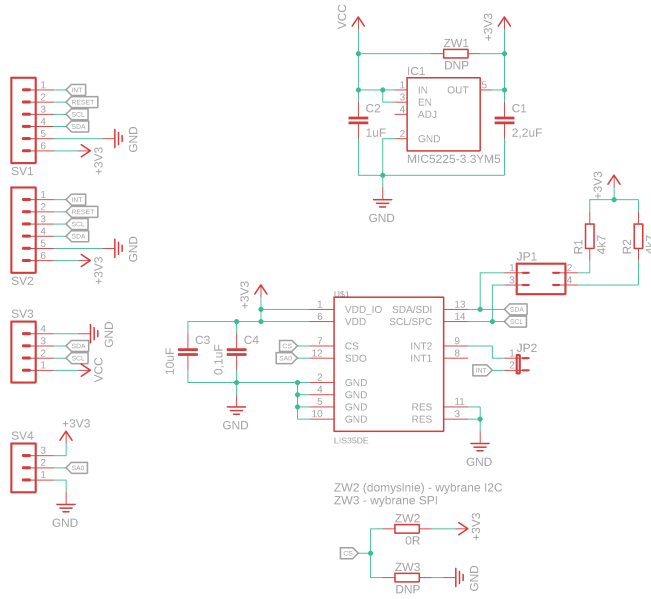 VCC
+3V3
ZW1
DNP
IC1
1 IN OUT 5
3 EN
4 ADJ
2 GND
C2
1uF
C1
2,2uF
MIC5225-3.3YM5
GND
1 INT
2 RESET
3 SCL
4 SDA
5 GND
6 +3V3
SV1
1 INT
2 RESET
3 SCL
4 SDA
5 GND
6 +3V3
SV2
SV3
4 GND
3 SDA
2 SCL
1 VCC
SV4
+3V3
3
2 SA0
1
GND
+3V3
R1
4k7
R2
4k7
JP1
1 2
3 4
+3V3
U$1
1 VDD_IO SDA/SDI 13 SDA
6 VDD SCL/SPC 14 SCL
C3
10uF
C4
0,1uF
CS 7 CS INT2 9
SA0 12 SDO INT1 8
JP2
1
INT 2
2 GND
4 GND
5 GND RES 11
10 GND RES 3
LIS35DE
GND
GND
ZW2 (domyslnie) - wybrane I2C
ZW3 - wybrane SPI
ZW2
0R
+3V3
CS
ZW3
DNP
GND